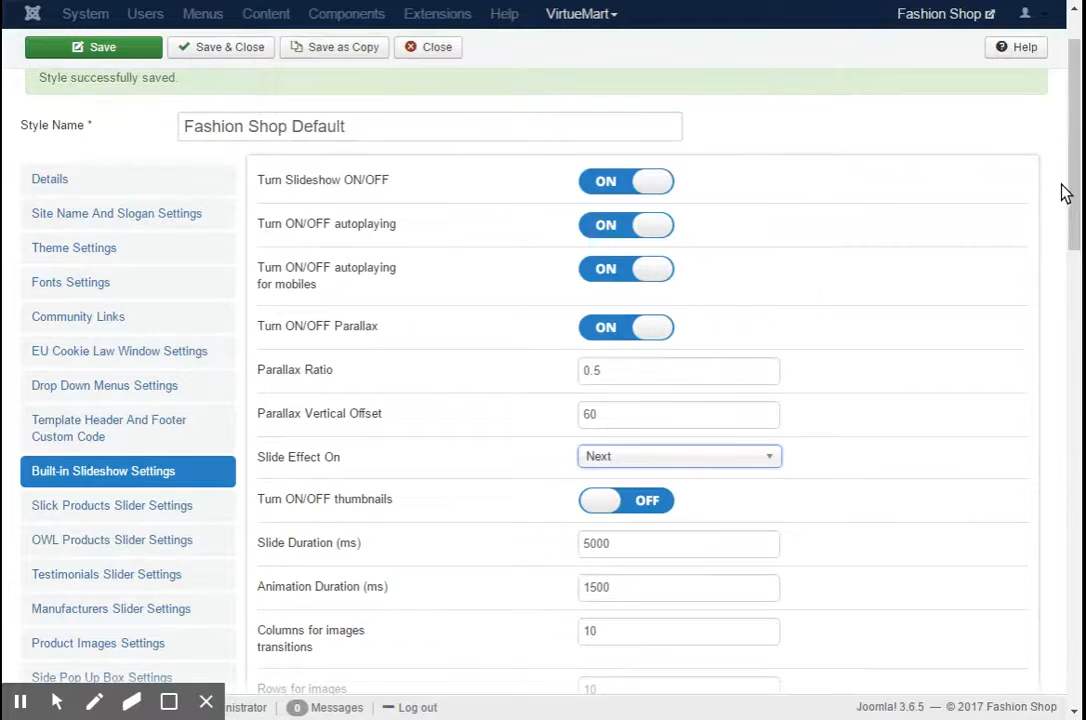 System Users Menus Content Components Extensions Help VirtueMart Fashion Shop
Save Save & Close Save as Copy Close Help
Style successfully saved.
Style Name * Fashion Shop Default
Details
Site Name And Slogan Settings
Theme Settings
Fonts Settings
Community Links
EU Cookie Law Window Settings
Drop Down Menus Settings
Template Header And Footer
Custom Code
Built-in Slideshow Settings
Slick Products Slider Settings
OWL Products Slider Settings
Testimonials Slider Settings
Manufacturers Slider Settings
Product Images Settings
Side Pop Up Box Settings
Turn Slideshow ON/OFF ON
Turn ON/OFF autoplaying ON
Turn ON/OFF autoplaying
for mobiles ON
Turn ON/OFF Parallax ON
Parallax Ratio 0.5
Parallax Vertical Offset 60
Slide Effect On Next
Turn ON/OFF thumbnails OFF
Slide Duration (ms) 5000
Animation Duration (ms) 1500
Columns for images
transitions 10
Rows for images 10
inistrator 0 Messages Log out Joomla! 3.6.5 — © 2017 Fashion Shop